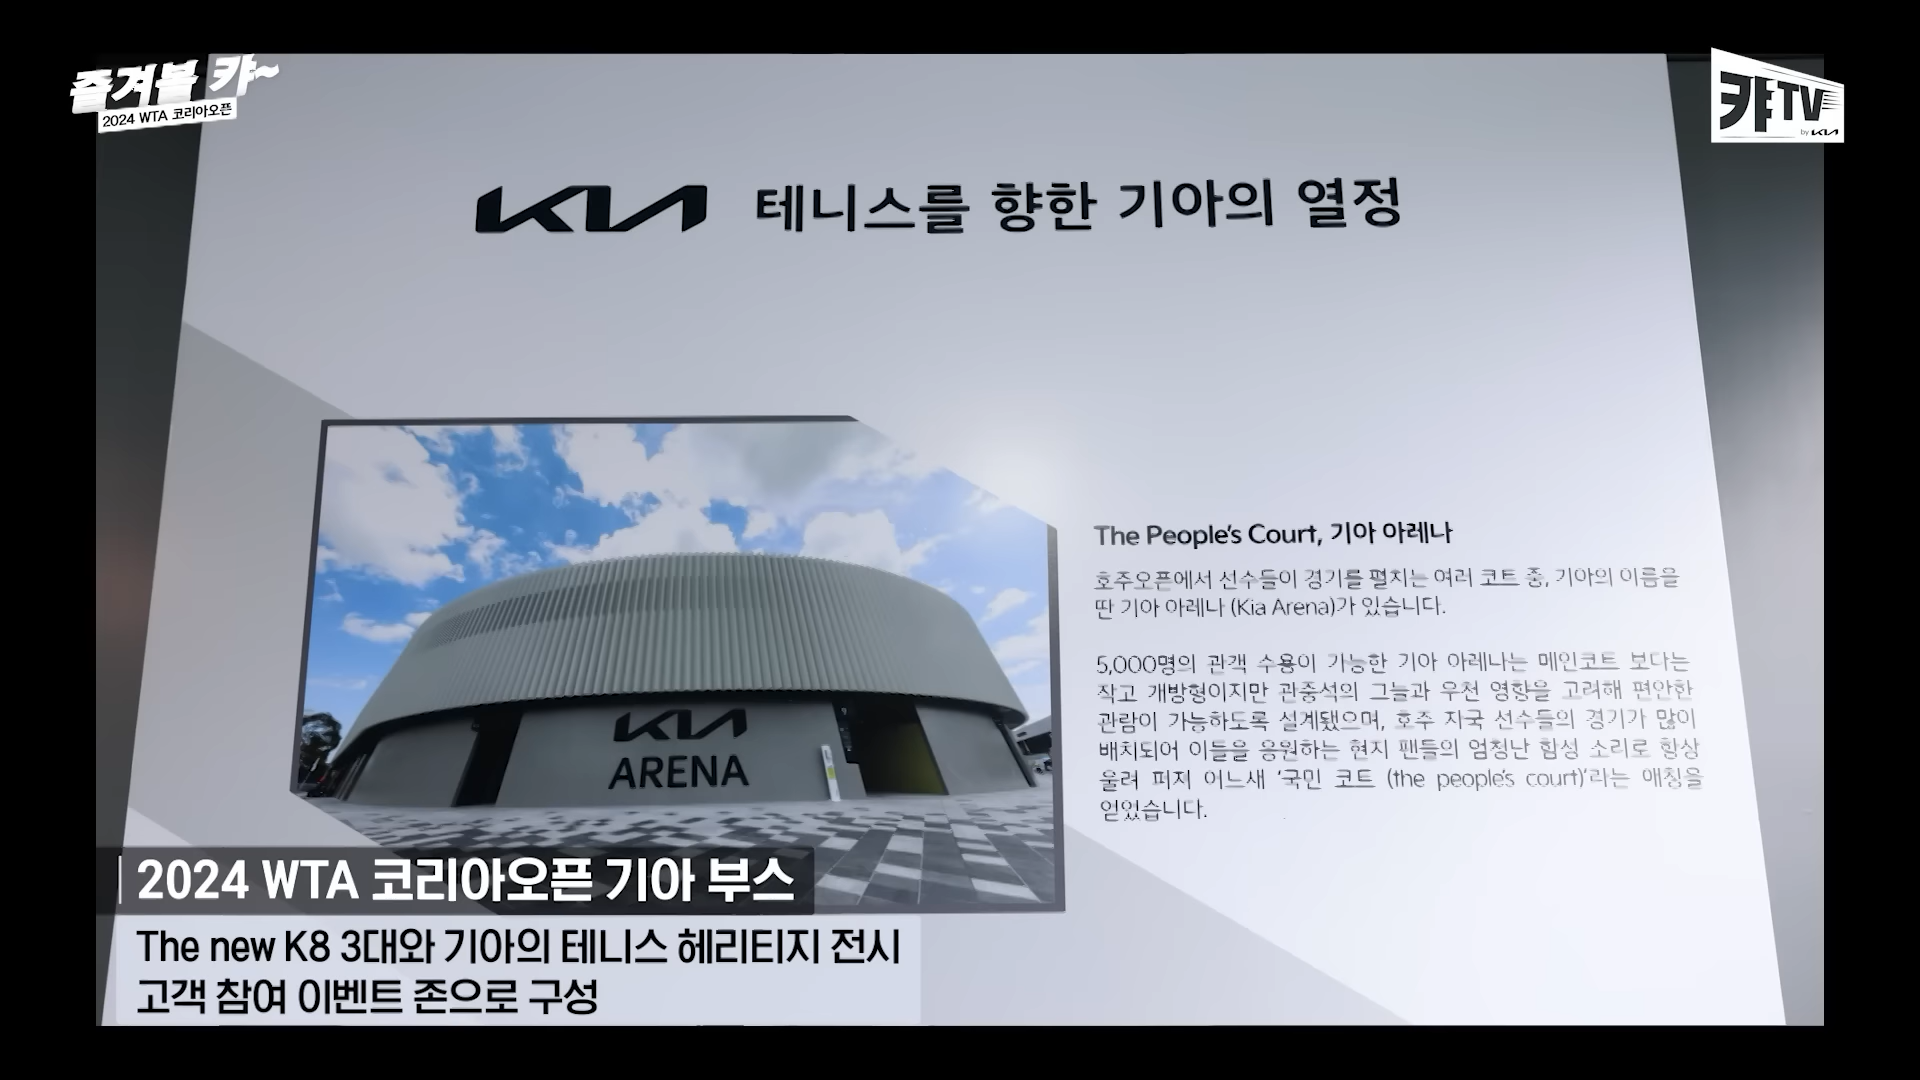 즐겨볼 캬~
2024 WTA 코리아오픈
캬TV
by KIA
KIA 테니스를 향한 기아의 열정
The People's Court, 기아 아레나
호주오픈에서 선수들이 경기를 펼치는 여러 코트 중, 기아의 이름을
딴 기아 아레나 (Kia Arena)가 있습니다.
5,000명의 관객 수용이 가능한 기아 아레나는 메인코트 보다는
작고 개방형이지만 관중석의 그늘과 우천 영향을 고려해 편안한
관람이 가능하도록 설계됐으며, 호주 자국 선수들의 경기가 많이
배치되어 이들을 응원하는 현지 팬들의 엄청난 함성 소리로 항상
울려 퍼져 어느새 '국민 코트 (the people's court)'라는 애칭을
얻었습니다.
KIA
ARENA
2024 WTA 코리아오픈 기아 부스
The new K8 3대와 기아의 테니스 헤리티지 전시
고객 참여 이벤트 존으로 구성